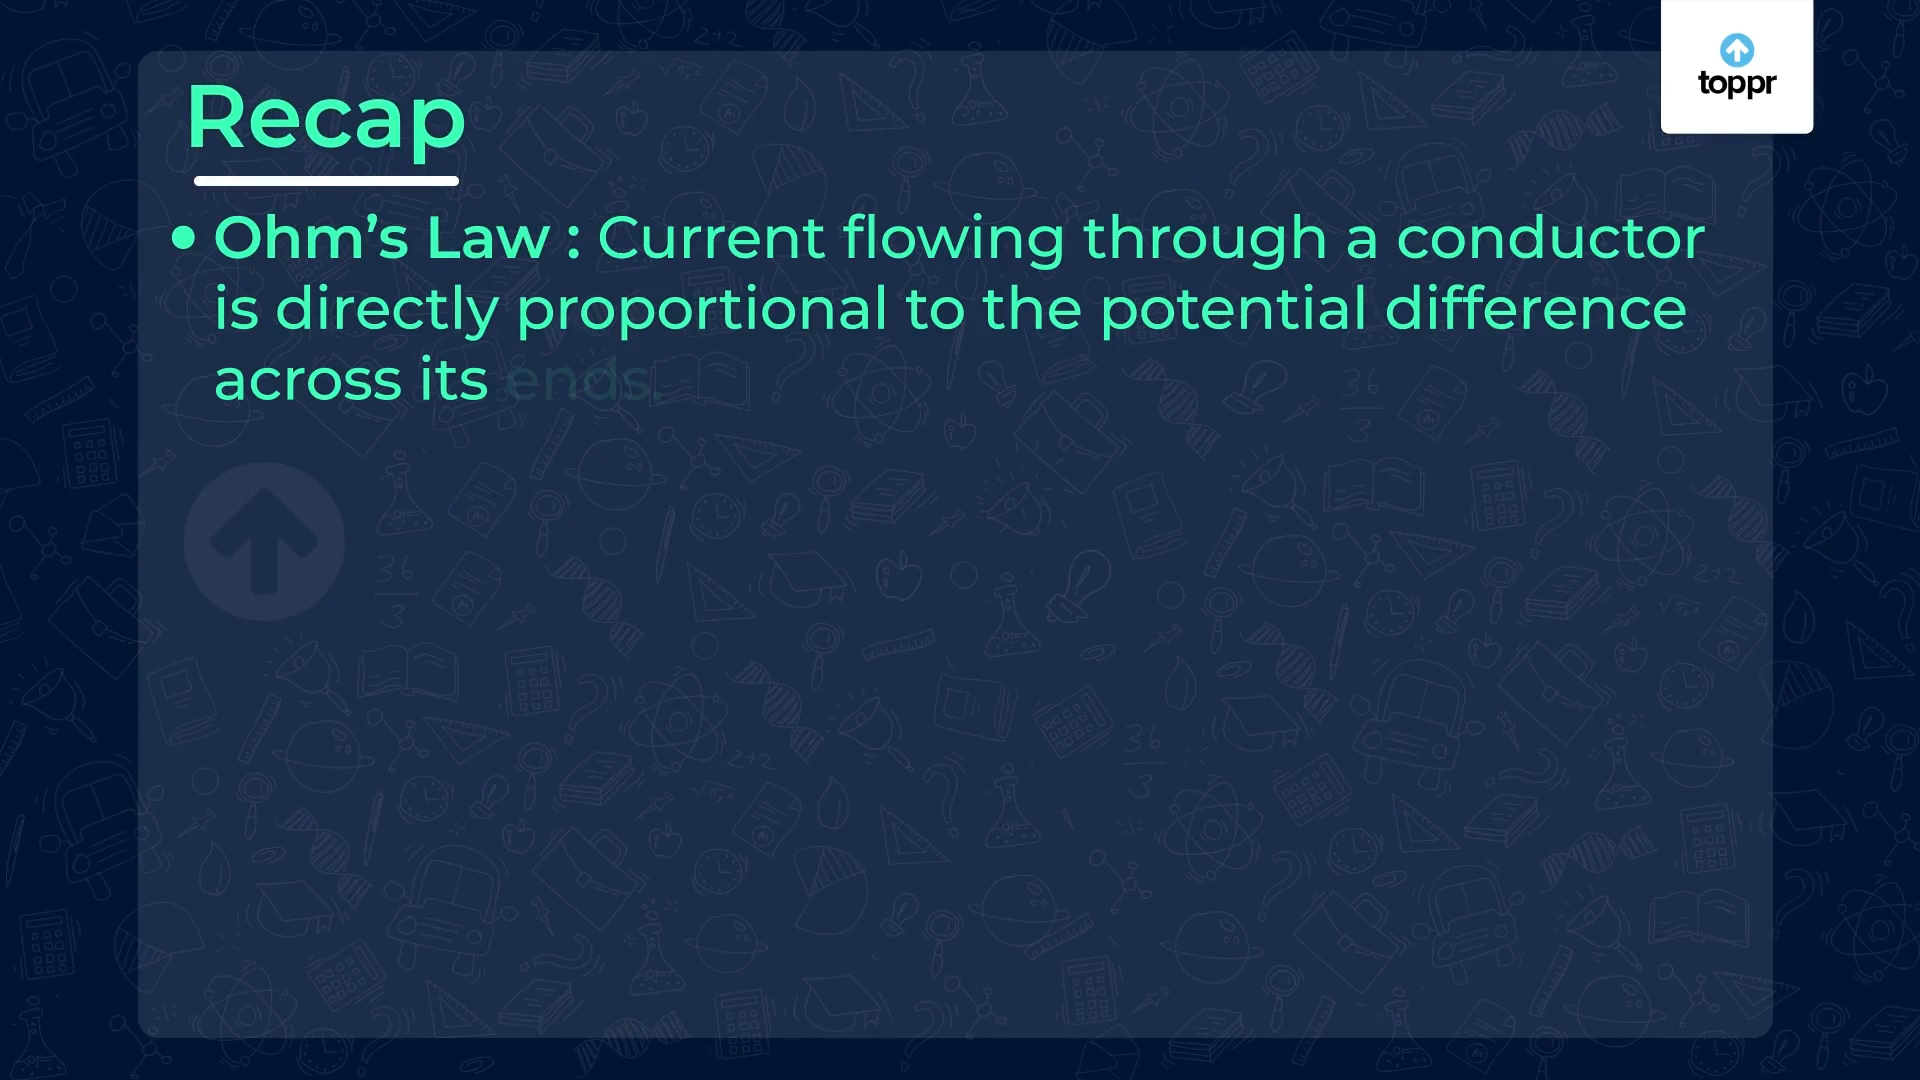 toppr
Recap
• Ohm’s Law : Current flowing through a conductor
is directly proportional to the potential difference
across its ends.